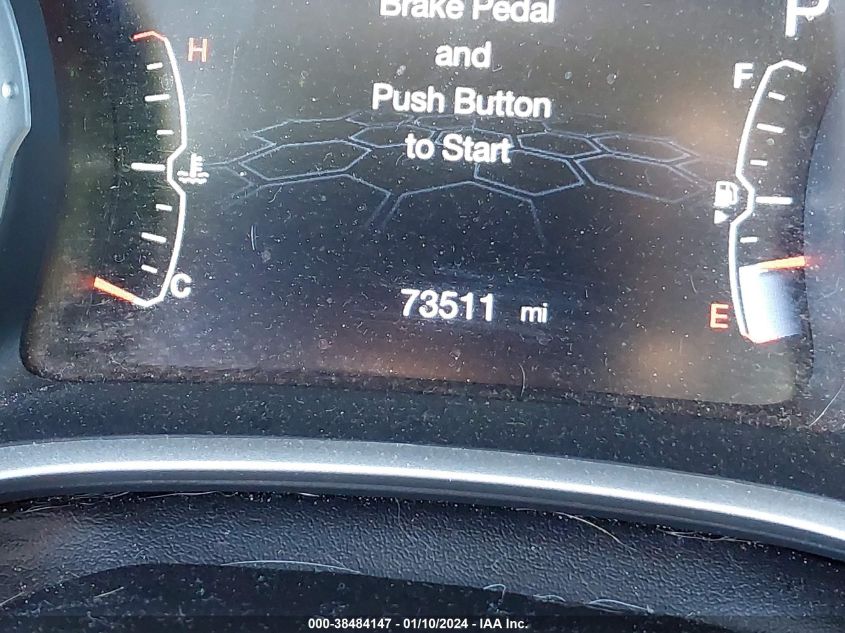 Brake Pedal
and
Push Button
to Start
P
H
F
C
E
73511 mi
000-38484147 - 01/10/2024 - IAA Inc.